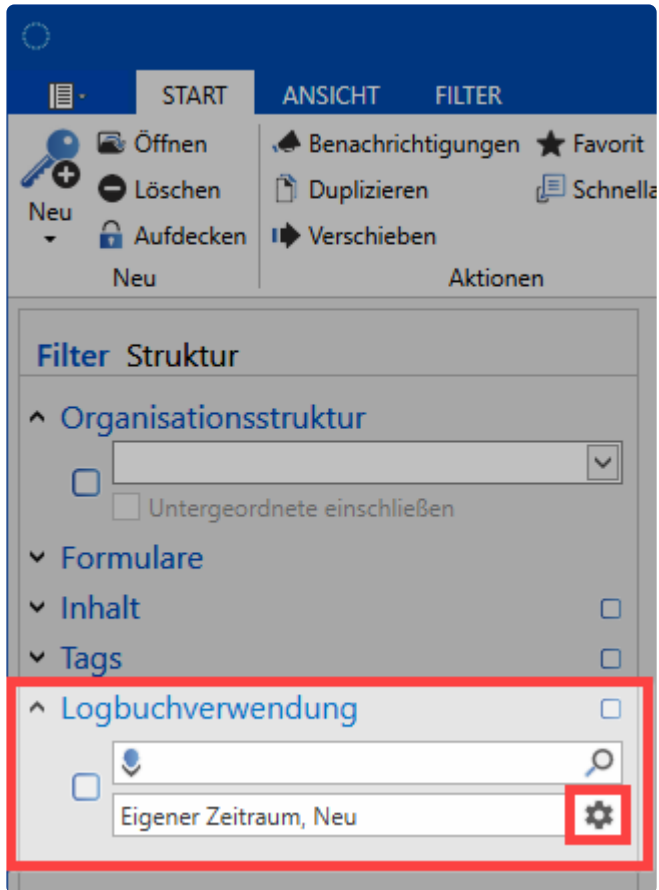 START ANSICHT FILTER
Öffnen Benachrichtigungen Favorit
Löschen Duplizieren Schnella
Neu
Aufdecken Verschieben
Neu Aktionen
Filter Struktur
Organisationsstruktur
Untergeordnete einschließen
Formulare
Inhalt
Tags
Logbuchverwendung
Eigener Zeitraum, Neu